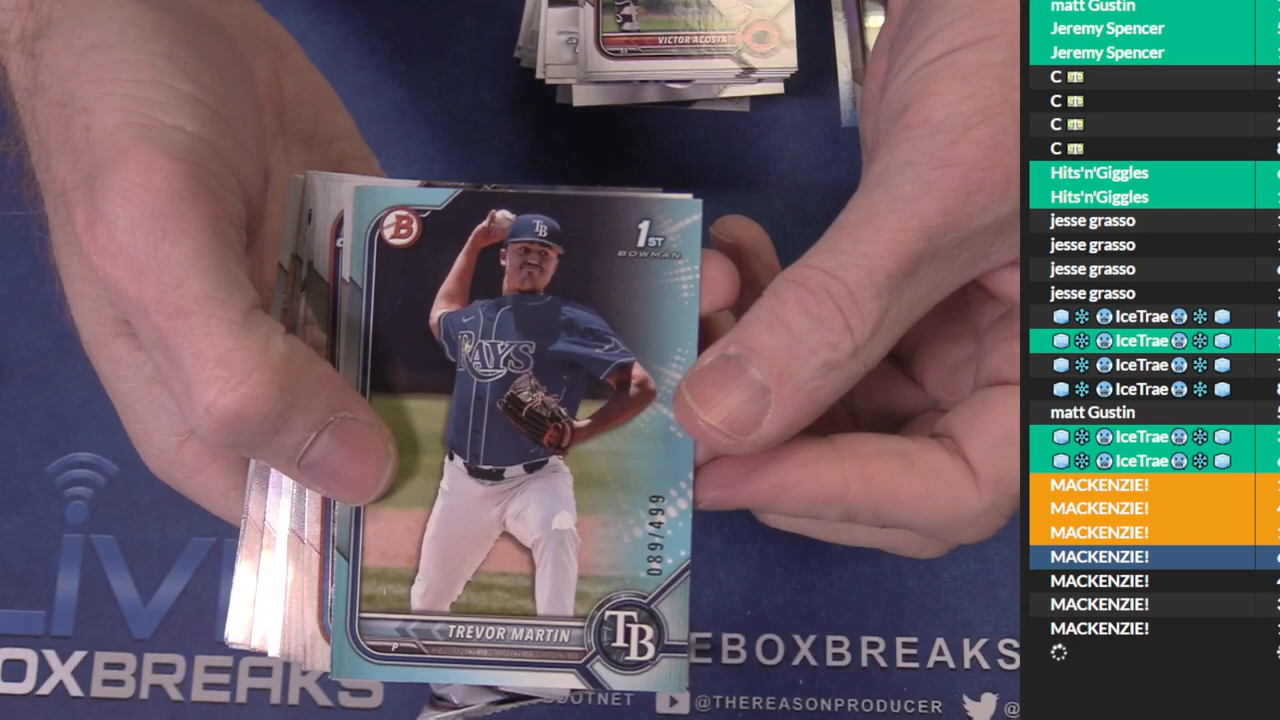 VICTOR ACOSTA
B
TB
1ST
BOWMAN
RAYS
089/499
TREVOR MARTIN
P
TB
LIV
EBOXBREAKS
OXBREAKS
DOTNET
@THEREASONPRODUCER
@
matt Gustin
Jeremy Spencer
Jeremy Spencer
C
C
C
C
Hits'n'Giggles
Hits'n'Giggles
jesse grasso
jesse grasso
jesse grasso
jesse grasso
IceTrae
IceTrae
IceTrae
IceTrae
matt Gustin
IceTrae
IceTrae
MACKENZIE!
MACKENZIE!
MACKENZIE!
MACKENZIE!
MACKENZIE!
MACKENZIE!
MACKENZIE!